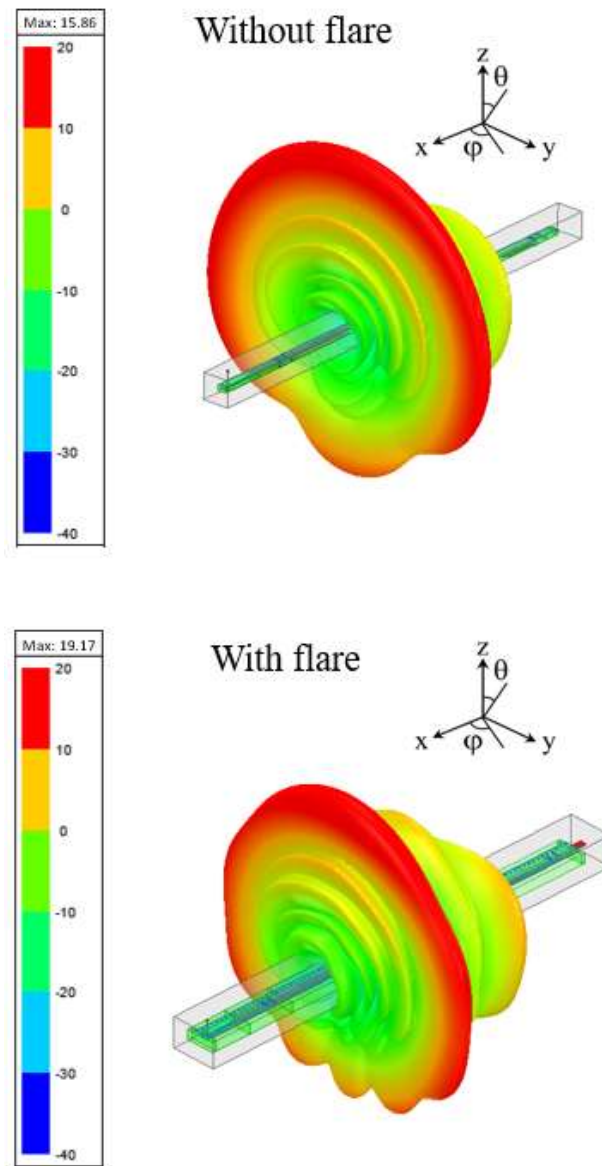 Max: 15.86
Without flare
20
10
0
-10
-20
-30
-40
z
θ
x
φ
y
Max: 19.17
With flare
20
10
0
-10
-20
-30
-40
z
θ
x
φ
y